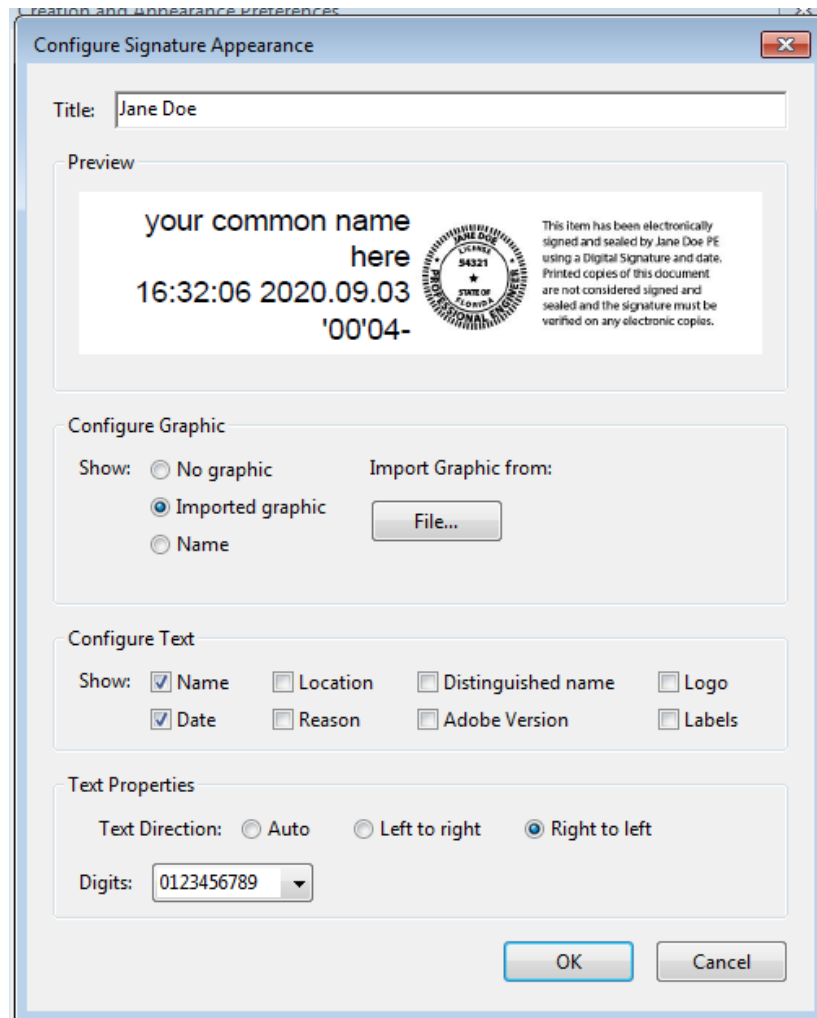 Creation and Appearance Preferences
Configure Signature Appearance
Title: Jane Doe
Preview
your common name
here
16:32:06 2020.09.03
'00'04-
JANE DOE
LICENSE
54321
STATE OF
FLORIDA
PROFESSIONAL ENGINEER
This item has been electronically
signed and sealed by Jane Doe PE
using a Digital Signature and date.
Printed copies of this document
are not considered signed and
sealed and the signature must be
verified on any electronic copies.
Configure Graphic
Show: No graphic
Imported graphic
Name
Import Graphic from:
File...
Configure Text
Show: Name Location Distinguished name Logo
Date Reason Adobe Version Labels
Text Properties
Text Direction: Auto Left to right Right to left
Digits: 0123456789
OK Cancel